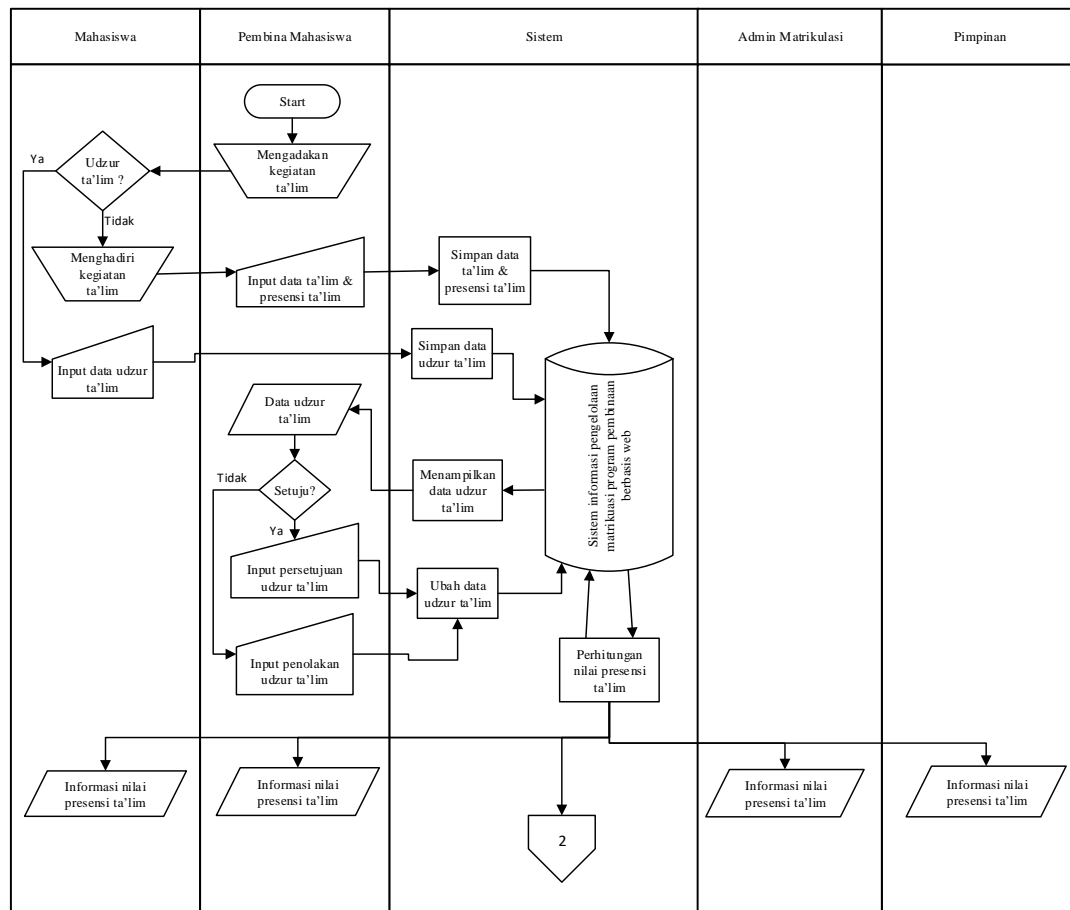 Mahasiswa
Pembina Mahasiswa
Sistem
Admin Matrikulasi
Pimpinan
Start
Mengadakan
kegiatan
ta'lim
Ya
Udzur
ta'lim ?
Tidak
Menghadiri
kegiatan
ta'lim
Input data ta'lim &
presensi ta'lim
Simpan data
ta'lim &
presensi ta'lim
Input data udzur
ta'lim
Simpan data
udzur ta'lim
Sistem informasi pengelolaan
matrikuasi program pembinaan
berbasis web
Data udzur
ta'lim
Menampilkan
data udzur
ta'lim
Tidak
Setuju?
Ya
Input persetujuan
udzur ta'lim
Ubah data
udzur ta'lim
Input penolakan
udzur ta'lim
Perhitungan
nilai presensi
ta'lim
Informasi nilai
presensi ta'lim
Informasi nilai
presensi ta'lim
2
Informasi nilai
presensi ta'lim
Informasi nilai
presensi ta'lim